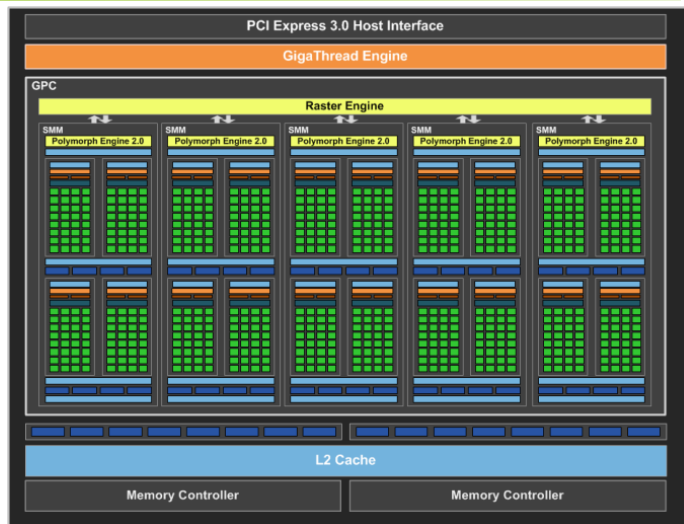 PCI Express 3.0 Host Interface
GigaThread Engine
GPC
Raster Engine
SMM SMM SMM SMM SMM
Polymorph Engine 2.0 Polymorph Engine 2.0 Polymorph Engine 2.0 Polymorph Engine 2.0 Polymorph Engine 2.0
L2 Cache
Memory Controller Memory Controller